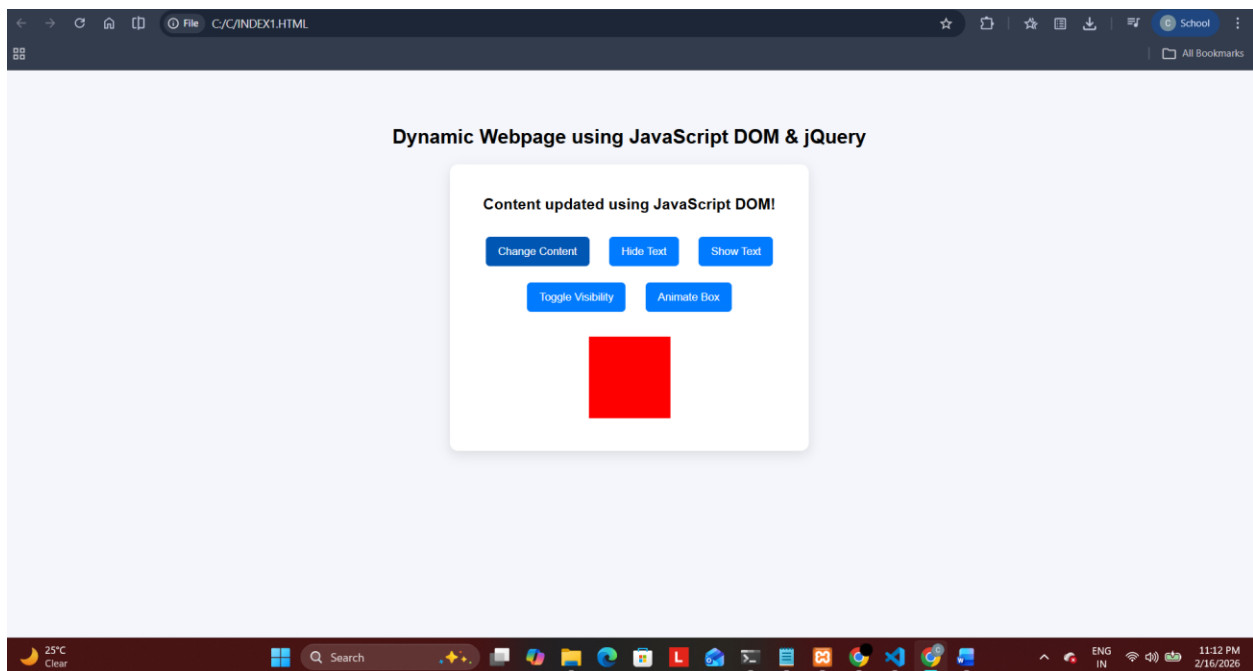 File C:/C/INDEX1.HTML
C School
All Bookmarks
Dynamic Webpage using JavaScript DOM & jQuery
Content updated using JavaScript DOM!
Change Content Hide Text Show Text
Toggle Visibility Animate Box
25°C
Clear
Search
L
ENG
IN
11:12 PM
2/16/2026